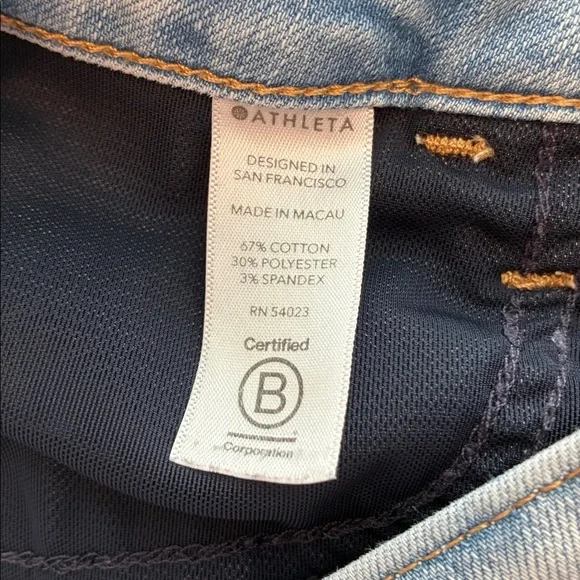 ATHLETA
DESIGNED IN
SAN FRANCISCO
MADE IN MACAU
67% COTTON
30% POLYESTER
3% SPANDEX
RN 54023
Certified
B
Corporation